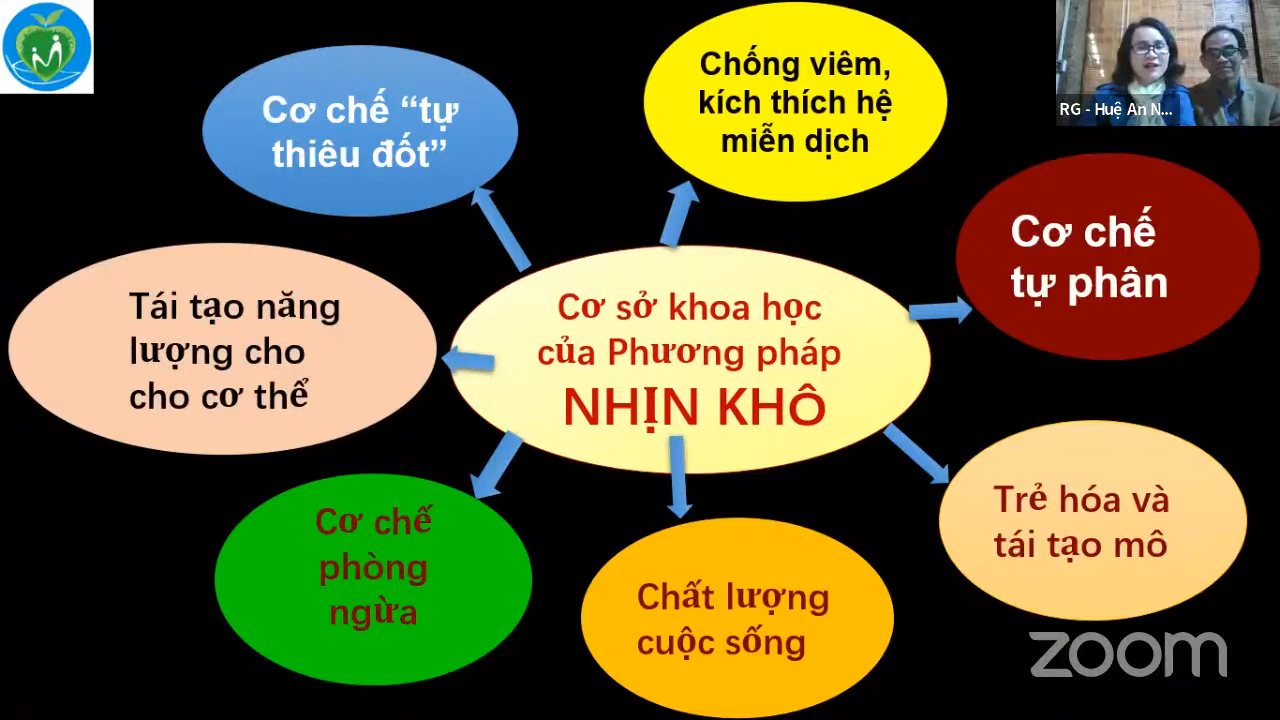 Cơ chế “tự
thiêu đốt”
Chống viêm,
kích thích hệ
miễn dịch
RG - Huệ An N...
Cơ chế
tự phân
Tái tạo năng
lượng cho
cho cơ thể
Cơ sở khoa học
của Phương pháp
NHỊN KHÔ
Trẻ hóa và
tái tạo mô
Cơ chế
phòng
ngừa
Chất lượng
cuộc sống
zoom